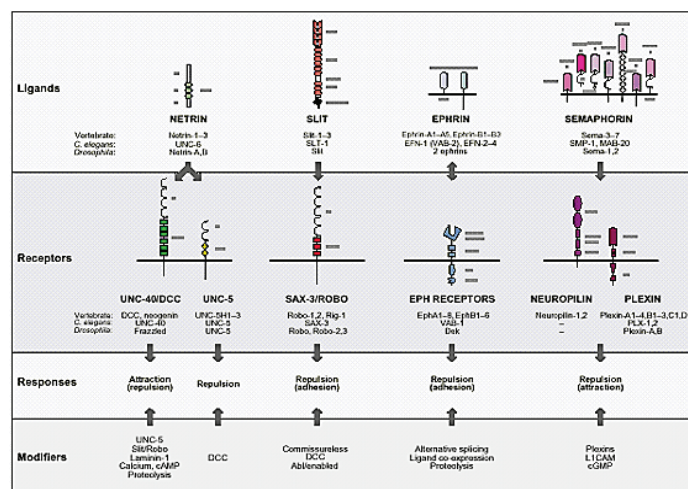 Ligands
NETRIN
SLIT
EPHRIN
SEMAPHORIN
Vertebrate: Netrin-1–3 Slit-1–3 Ephrin-A1–A5, Ephrin-B1–B3 Sema-3–7
C. elegans: UNC-6 SLT-1 EFN-1 (VAB-2), EFN-2–4 SMP-1, MAB-20
Drosophila: Netrin-A,B Slit 2 ephrins Sema-1,2
Receptors
UNC-40/DCC UNC-5 SAX-3/ROBO EPH RECEPTORS NEUROPILIN PLEXIN
Vertebrate: DCC, neogenin UNC-5H1–3 Robo-1,2, Rig-1 EphA1–8, EphB1–6 Neuropilin-1,2 Plexin-A1–4,B1–3,C1,D1
C. elegans: UNC-40 UNC-5 SAX-3 VAB-1 – PLX-1,2
Drosophila: Frazzled UNC-5 Robo, Robo-2,3 Dek – Plexin-A,B
Responses
Attraction
(repulsion)
Repulsion
Repulsion
(adhesion)
Repulsion
(adhesion)
Repulsion
(attraction)
Modifiers
UNC-5
Slit/Robo
Laminin-1
Calcium, cAMP
Proteolysis
DCC
Commissureless
DCC
Abl/enabled
Alternative splicing
Ligand co-expression
Proteolysis
Plexins
L1CAM
cGMP